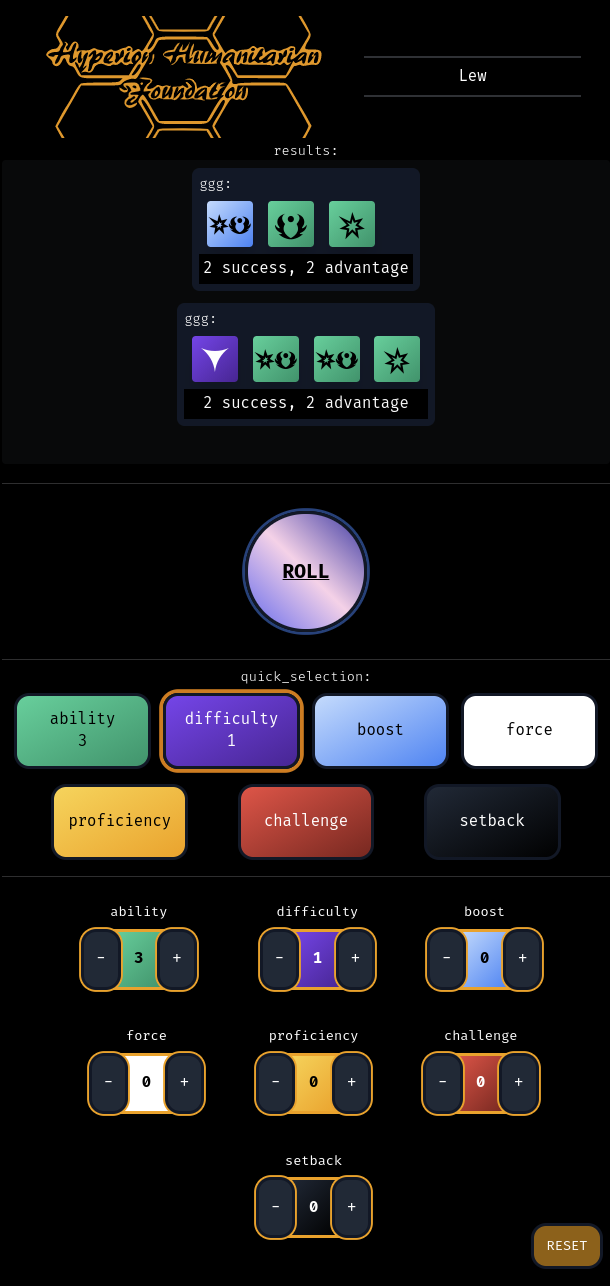 Hyperion Humanitarian
Foundation
Lew
results:
ggg:
2 success, 2 advantage
ggg:
2 success, 2 advantage
ROLL
quick_selection:
ability
3
difficulty
1
boost
force
proficiency
challenge
setback
ability
difficulty
boost
- 3 +
- 1 +
- 0 +
force
proficiency
challenge
- 0 +
- 0 +
- 0 +
setback
- 0 +
RESET